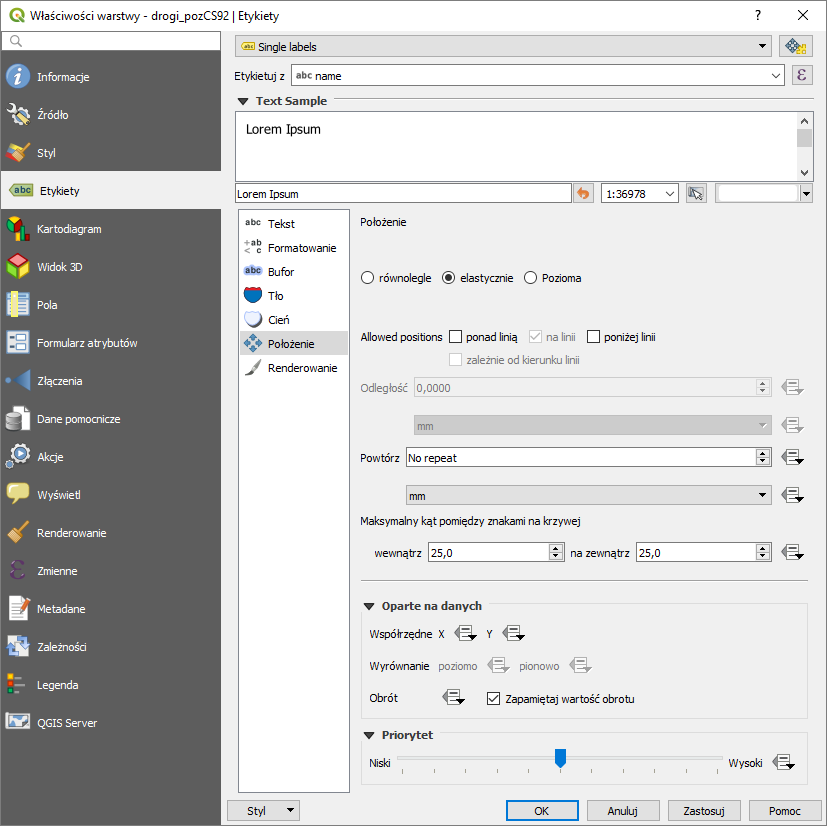 Właściwości warstwy - drogi_pozCS92 | Etykiety
?
Single labels
Etykietuj z abc name
Text Sample
Lorem Ipsum
Lorem Ipsum
1:36978
Informacje
Źródło
Styl
abc Etykiety
Kartodiagram
Widok 3D
Pola
Formularz atrybutów
Złączenia
Dane pomocnicze
Akcje
Wyświetl
Renderowanie
Zmienne
Metadane
Zależności
Legenda
QGIS Server
abc Tekst
+ab < c Formatowanie
abc Bufor
Tło
Cień
Położenie
Renderowanie
Położenie
równolegle elastycznie Pozioma
Allowed positions ponad linią na linii poniżej linii
zależnie od kierunku linii
Odległość 0,0000
mm
Powtórz No repeat
mm
Maksymalny kąt pomiędzy znakami na krzywej
wewnątrz 25,0 na zewnątrz 25,0
Oparte na danych
Współrzędne X Y
Wyrównanie poziomo pionowo
Obrót Zapamiętaj wartość obrotu
Priorytet
Niski Wysoki
Styl OK Anuluj Zastosuj Pomoc